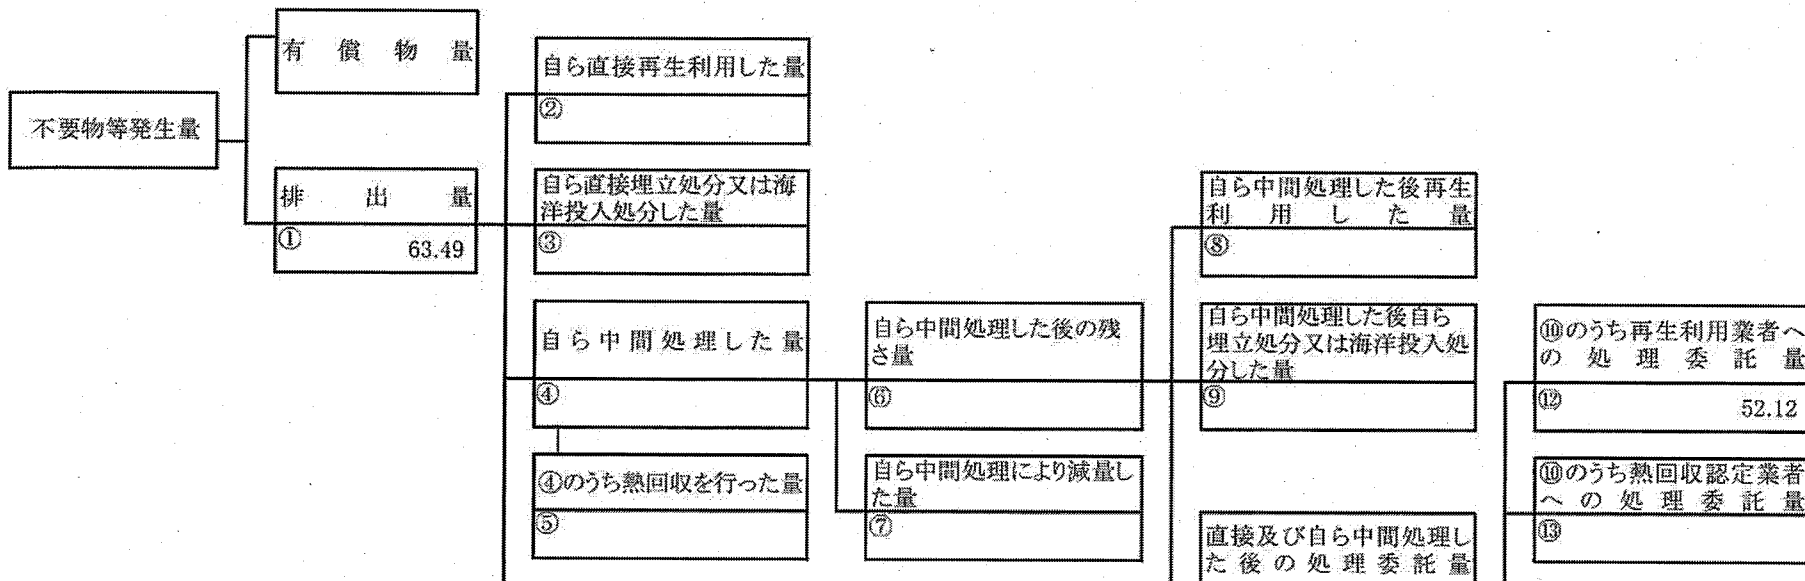 有償物量
不要物等発生量
排出量
①
63.49
自ら直接再生利用した量
②
自ら直接埋立処分又は海
洋投入処分した量
③
自ら中間処理した量
④
④のうち熱回収を行った量
⑤
自ら中間処理した後の残
さ量
⑥
自ら中間処理により減量し
た量
⑦
自ら中間処理した後再生
利用した量
⑧
自ら中間処理した後自ら
埋立処分又は海洋投入処
分した量
⑨
直接及び自ら中間処理し
た後の処理委託量
⑩のうち再生利用業者へ
の処理委託量
⑫
52.12
⑩のうち熱回収認定業者
への処理委託量
⑬